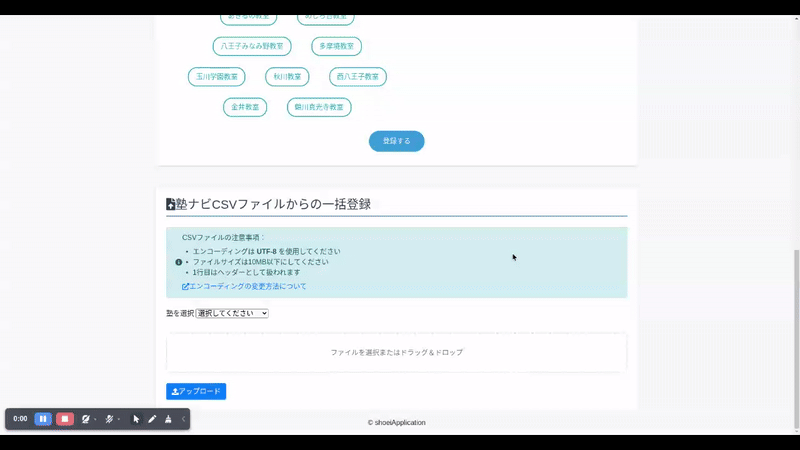 八王子みなみ野教室
多摩境教室
玉川学園教室
秋川教室
西八王子教室
金井教室
鶴川真光寺教室
登録する
塾ナビCSVファイルからの一括登録
CSVファイルの注意事項：
• エンコーディングは UTF-8 を使用してください
• ファイルサイズは10MB以下にしてください
• 1行目はヘッダーとして扱われます
エンコーディングの変更方法について
塾を選択 選択してください
ファイルを選択またはドラッグ＆ドロップ
アップロード
0:00
© shoeiApplication